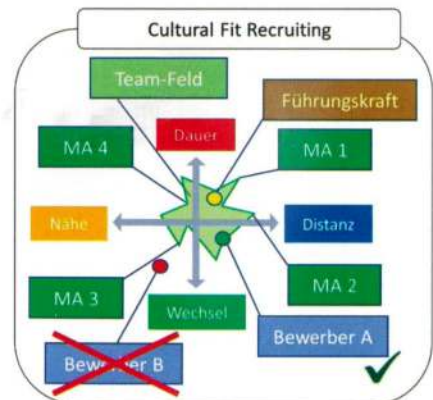 Cultural Fit Recruiting
Team-Feld
Führungskraft
MA 4
Dauer
MA 1
Nähe
Distanz
MA 3
Wechsel
MA 2
Bewerber B
Bewerber A